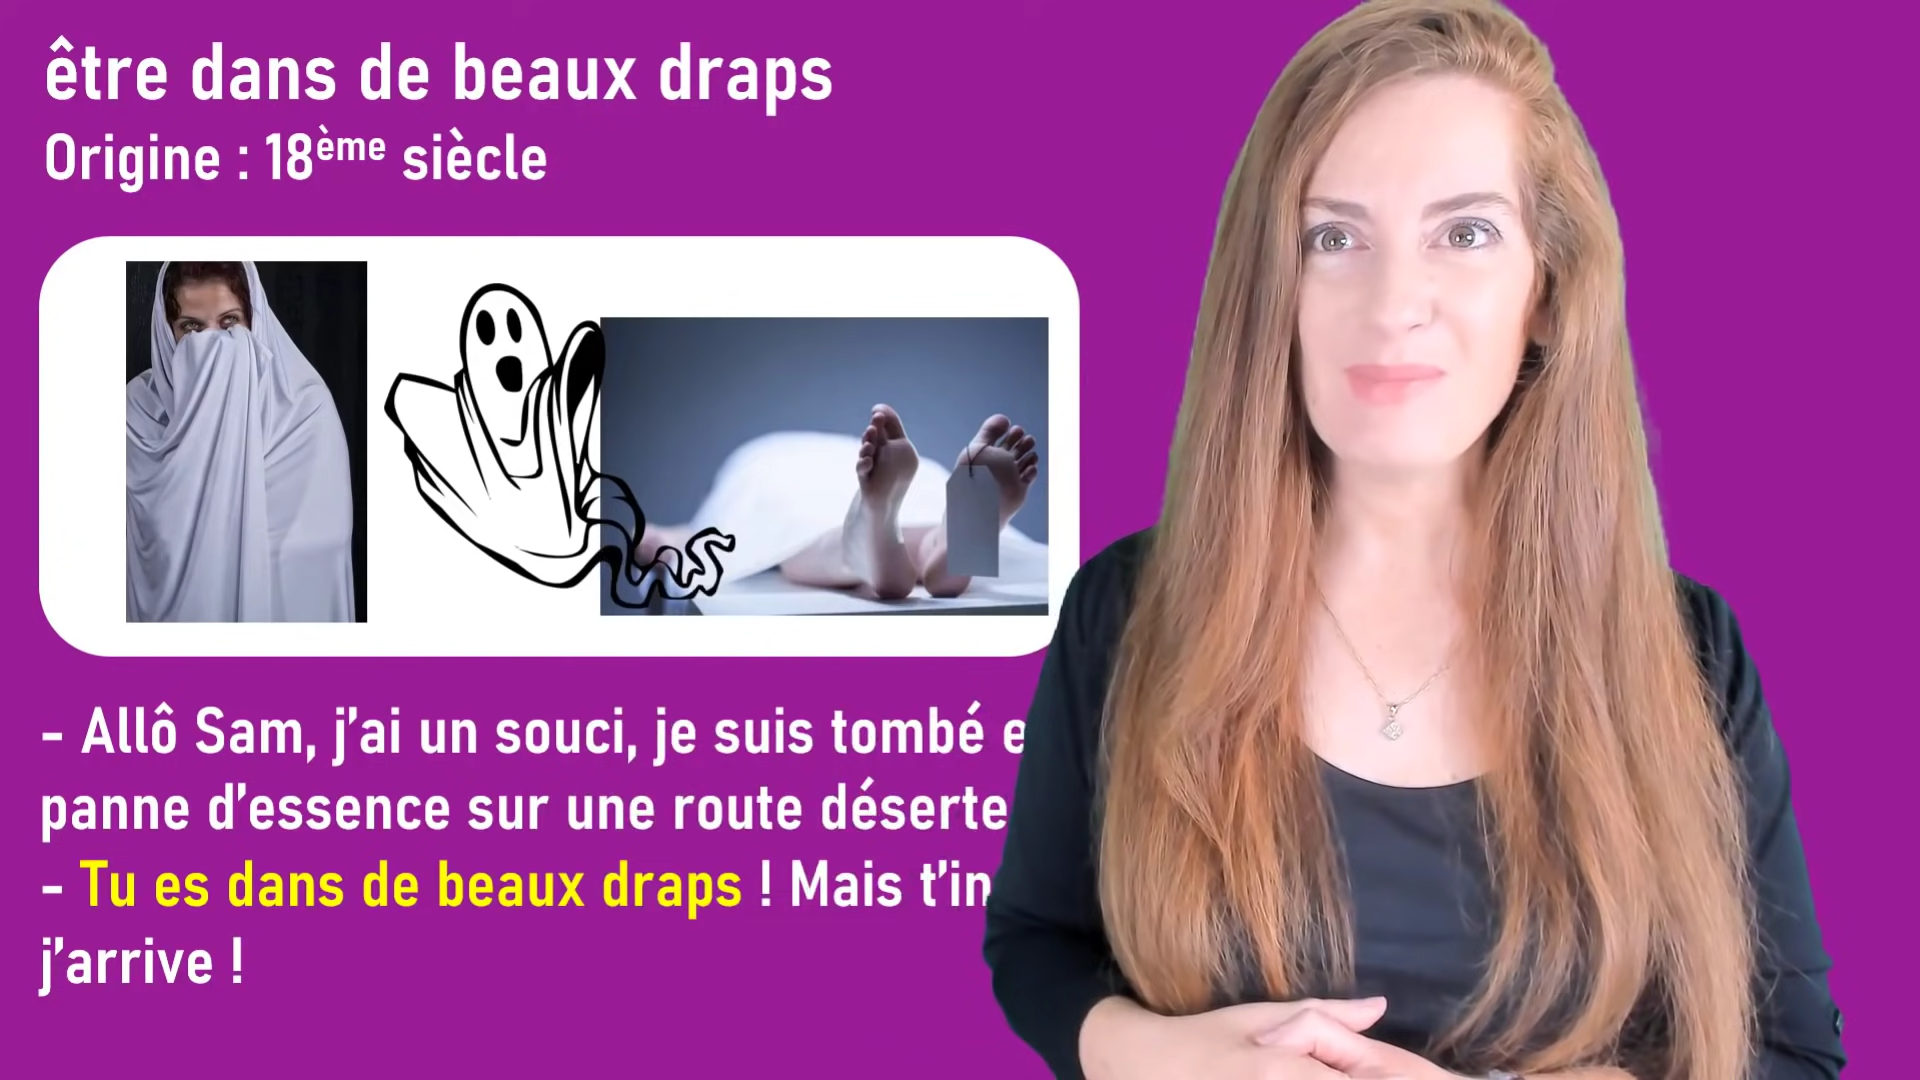 être dans de beaux draps
Origine : 18ème siècle
- Allô Sam, j’ai un souci, je suis tombé
panne d’essence sur une route déserte
- Tu es dans de beaux draps ! Mais
j’arrive !